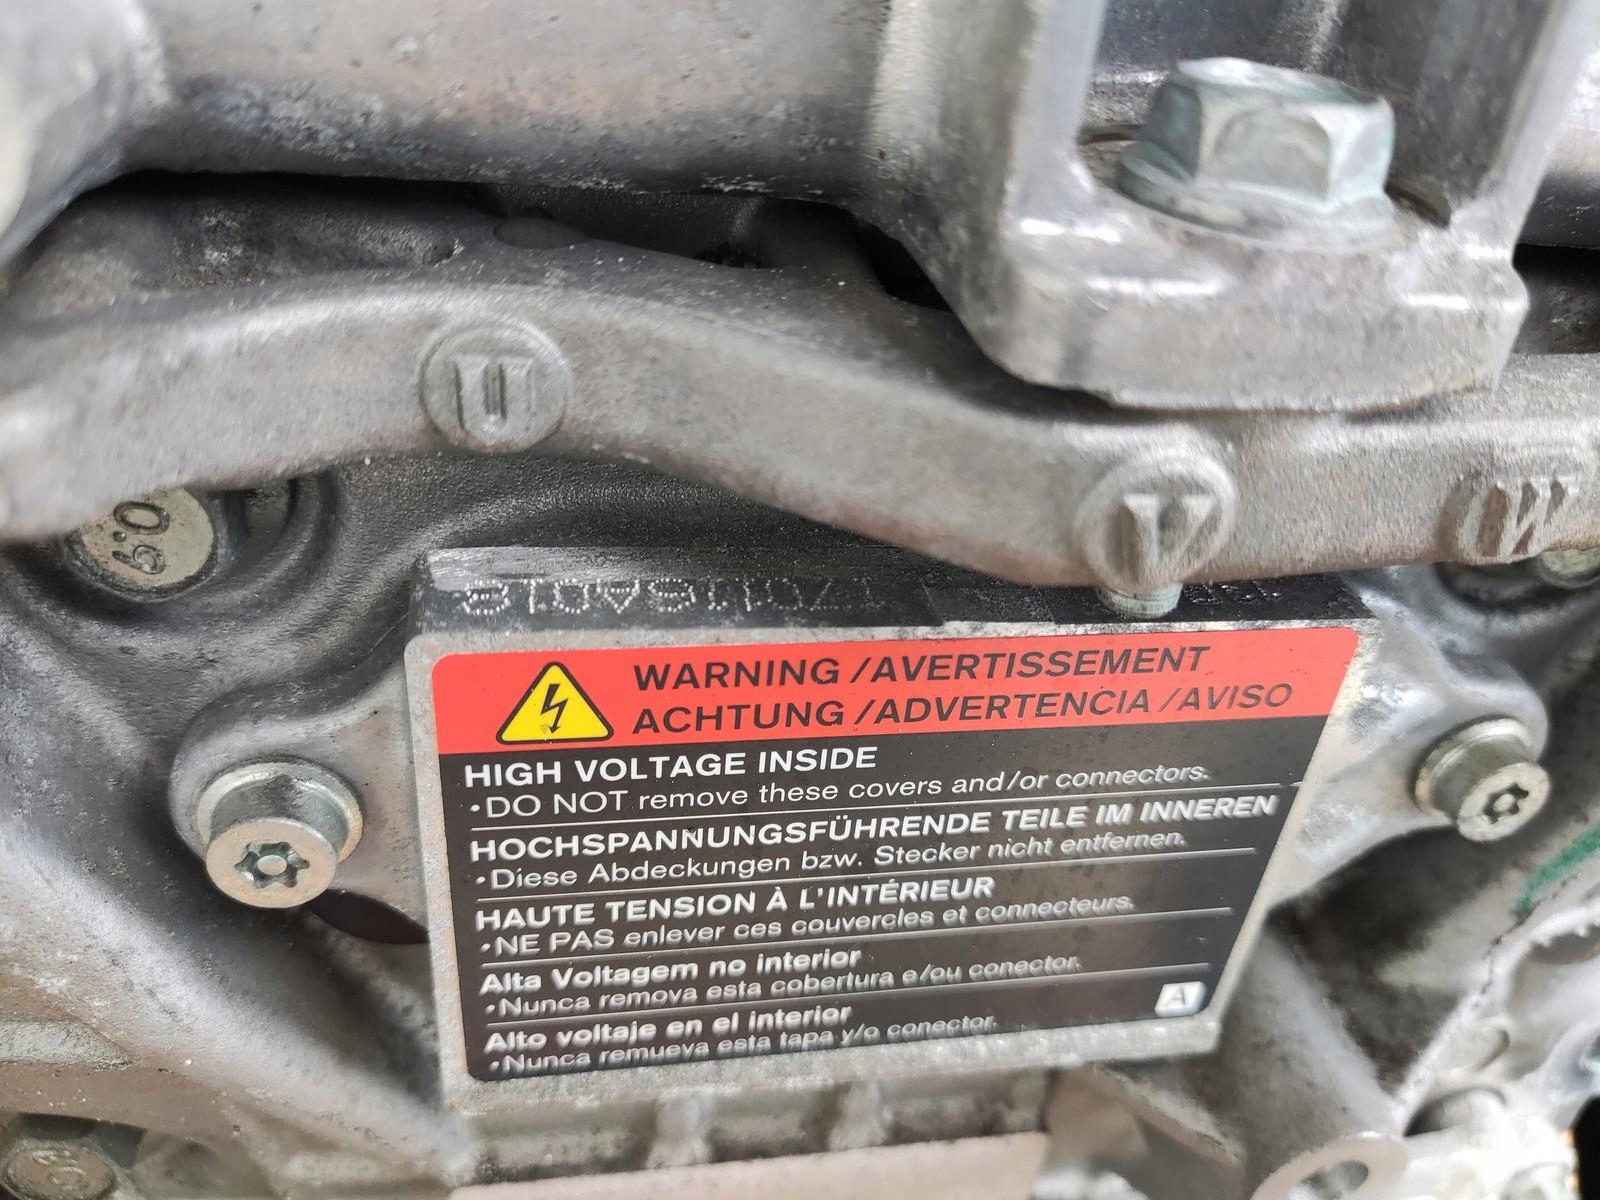 U
V
W
9.0
WARNING /AVERTISSEMENT
ACHTUNG /ADVERTENCIA /AVISO
HIGH VOLTAGE INSIDE
•DO NOT remove these covers and/or connectors.
HOCHSPANNUNGSFÜHRENDE TEILE IM INNEREN
•Diese Abdeckungen bzw. Stecker nicht entfernen.
HAUTE TENSION À L'INTÉRIEUR
•NE PAS enlever ces couvercles et connecteurs.
Alta Voltagem no interior
•Nunca remova esta cobertura e/ou conector.
Alto voltaje en el interior
•Nunca remueva esta tapa y/o conector.
A